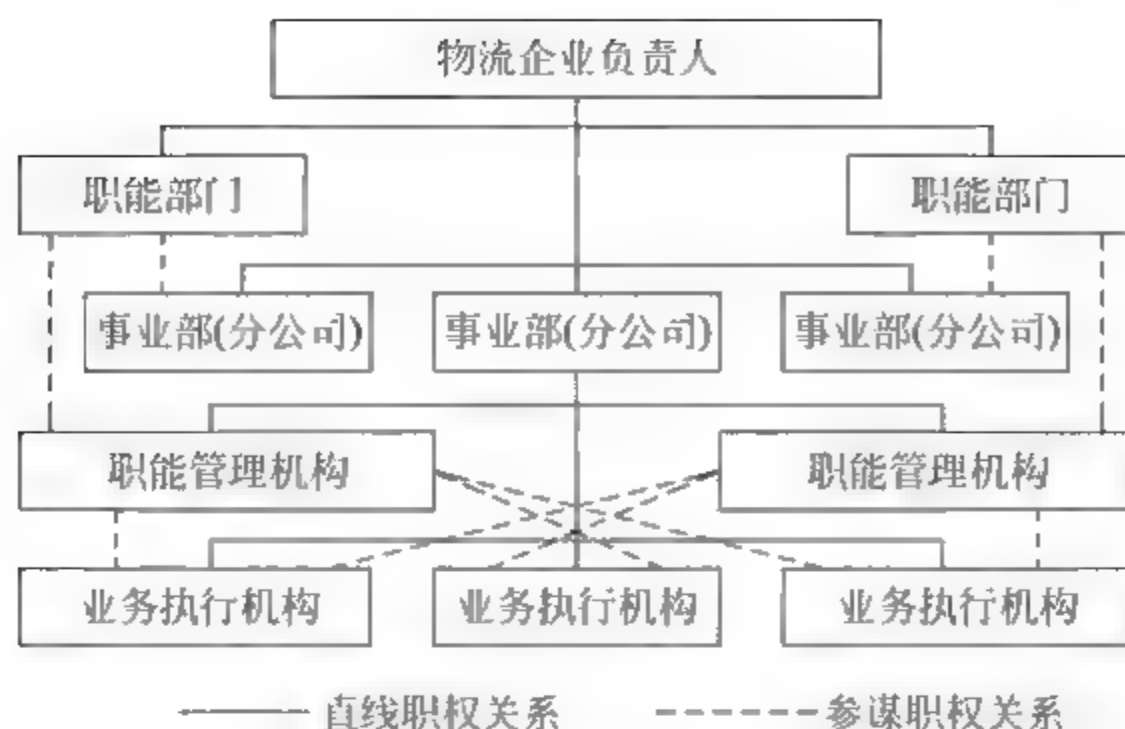 物流企业负责人
职能部门 职能部门
事业部(分公司) 事业部(分公司) 事业部(分公司)
职能管理机构 职能管理机构
业务执行机构 业务执行机构 业务执行机构
直线职权关系 参谋职权关系